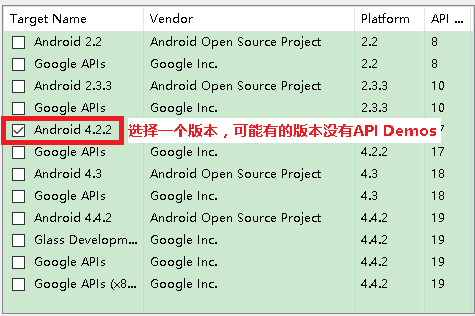 Target Name Vendor Platform API ...
Android 2.2 Android Open Source Project 2.2 8
Google APIs Google Inc. 2.2 8
Android 2.3.3 Android Open Source Project 2.3.3 10
Google APIs Google Inc. 2.3.3 10
Android 4.2.2 选择一个版本，可能有的版本没有API Demos 7
Google APIs Google Inc. 4.2.2 17
Android 4.3 Android Open Source Project 4.3 18
Google APIs Google Inc. 4.3 18
Android 4.4.2 Android Open Source Project 4.4.2 19
Glass Developm... Google Inc. 4.4.2 19
Google APIs Google Inc. 4.4.2 19
Google APIs (x8... Google Inc. 4.4.2 19